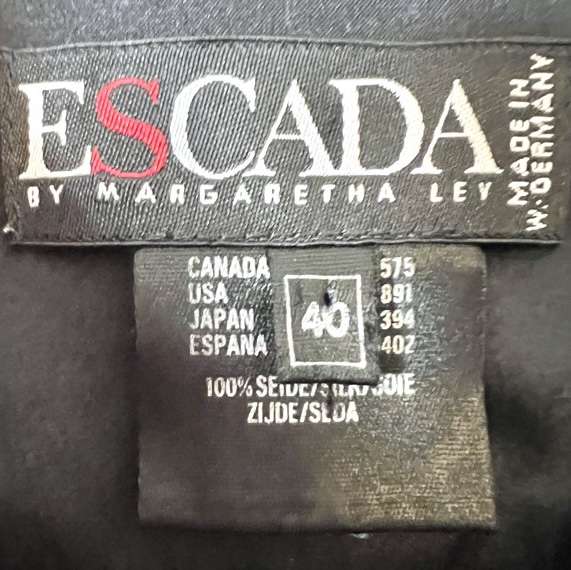 ESCADA
BY MARGARETHA LEY
MADE IN
W.-GERMANY
CANADA 575
USA 891
JAPAN 394
ESPANA 402
40
100% SEIDE/SILK/SOIE
ZIJDE/SEDA